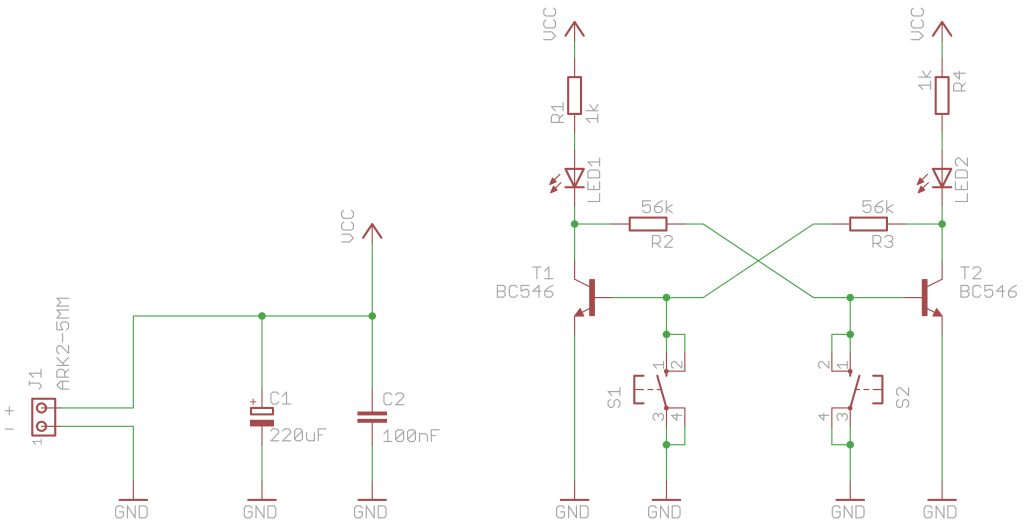 VCC
VCC
R1
1k
1k
R4
LED1
LED2
56k
R2
56k
R3
VCC
T1
BC546
T2
BC546
J1
ARK2-5MM
+
-
1
+
C1
220uF
C2
100nF
S1
1
2
3
4
2
1
4
3
S2
GND
GND
GND
GND
GND
GND
GND